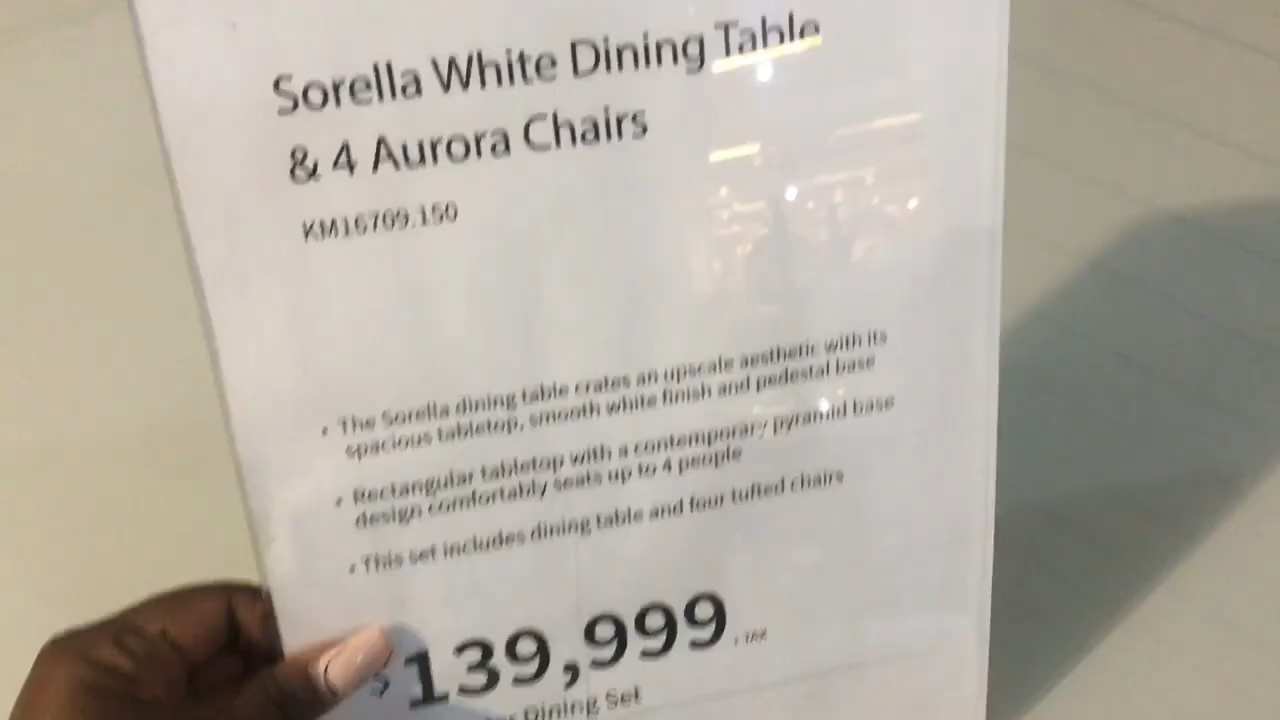 Sorella White Dining Table
& 4 Aurora Chairs
KM16709.150
• The Sorella dining table crates an upscale aesthetic with its
spacious tabletop, smooth white finish and pedestal base
• Rectangular tabletop with a contemporary pyramid base
design comfortably seats up to 4 people
• This set includes dining table and four tufted chairs
$139,999 + TAX
Dining Set